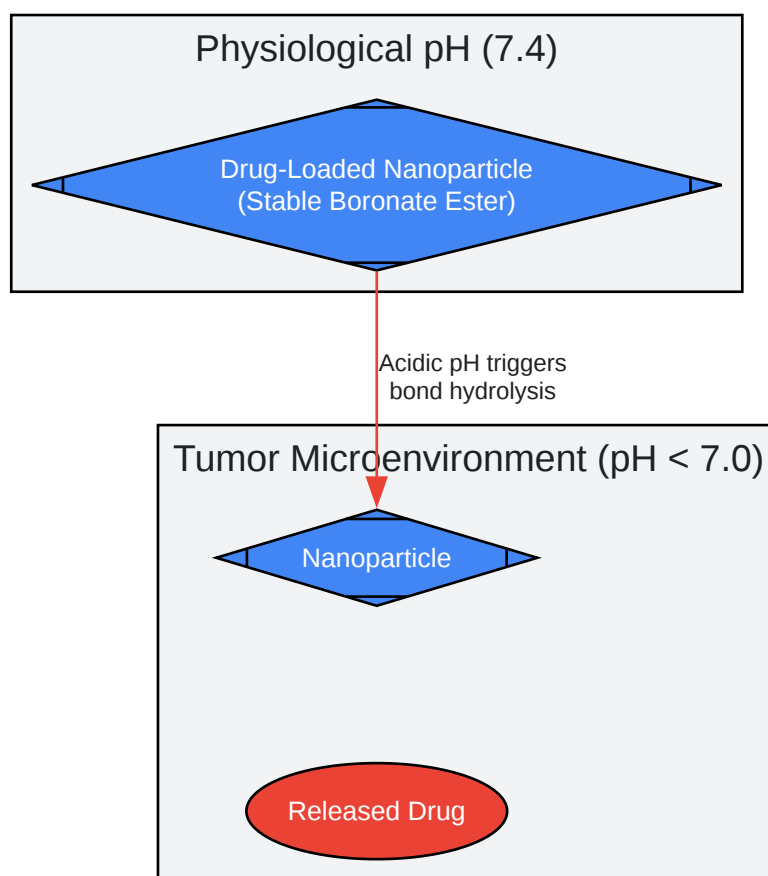 Physiological pH (7.4)
Drug-Loaded Nanoparticle
(Stable Boronate Ester)
Acidic pH triggers
bond hydrolysis
Tumor Microenvironment (pH < 7.0)
Nanoparticle
Released Drug